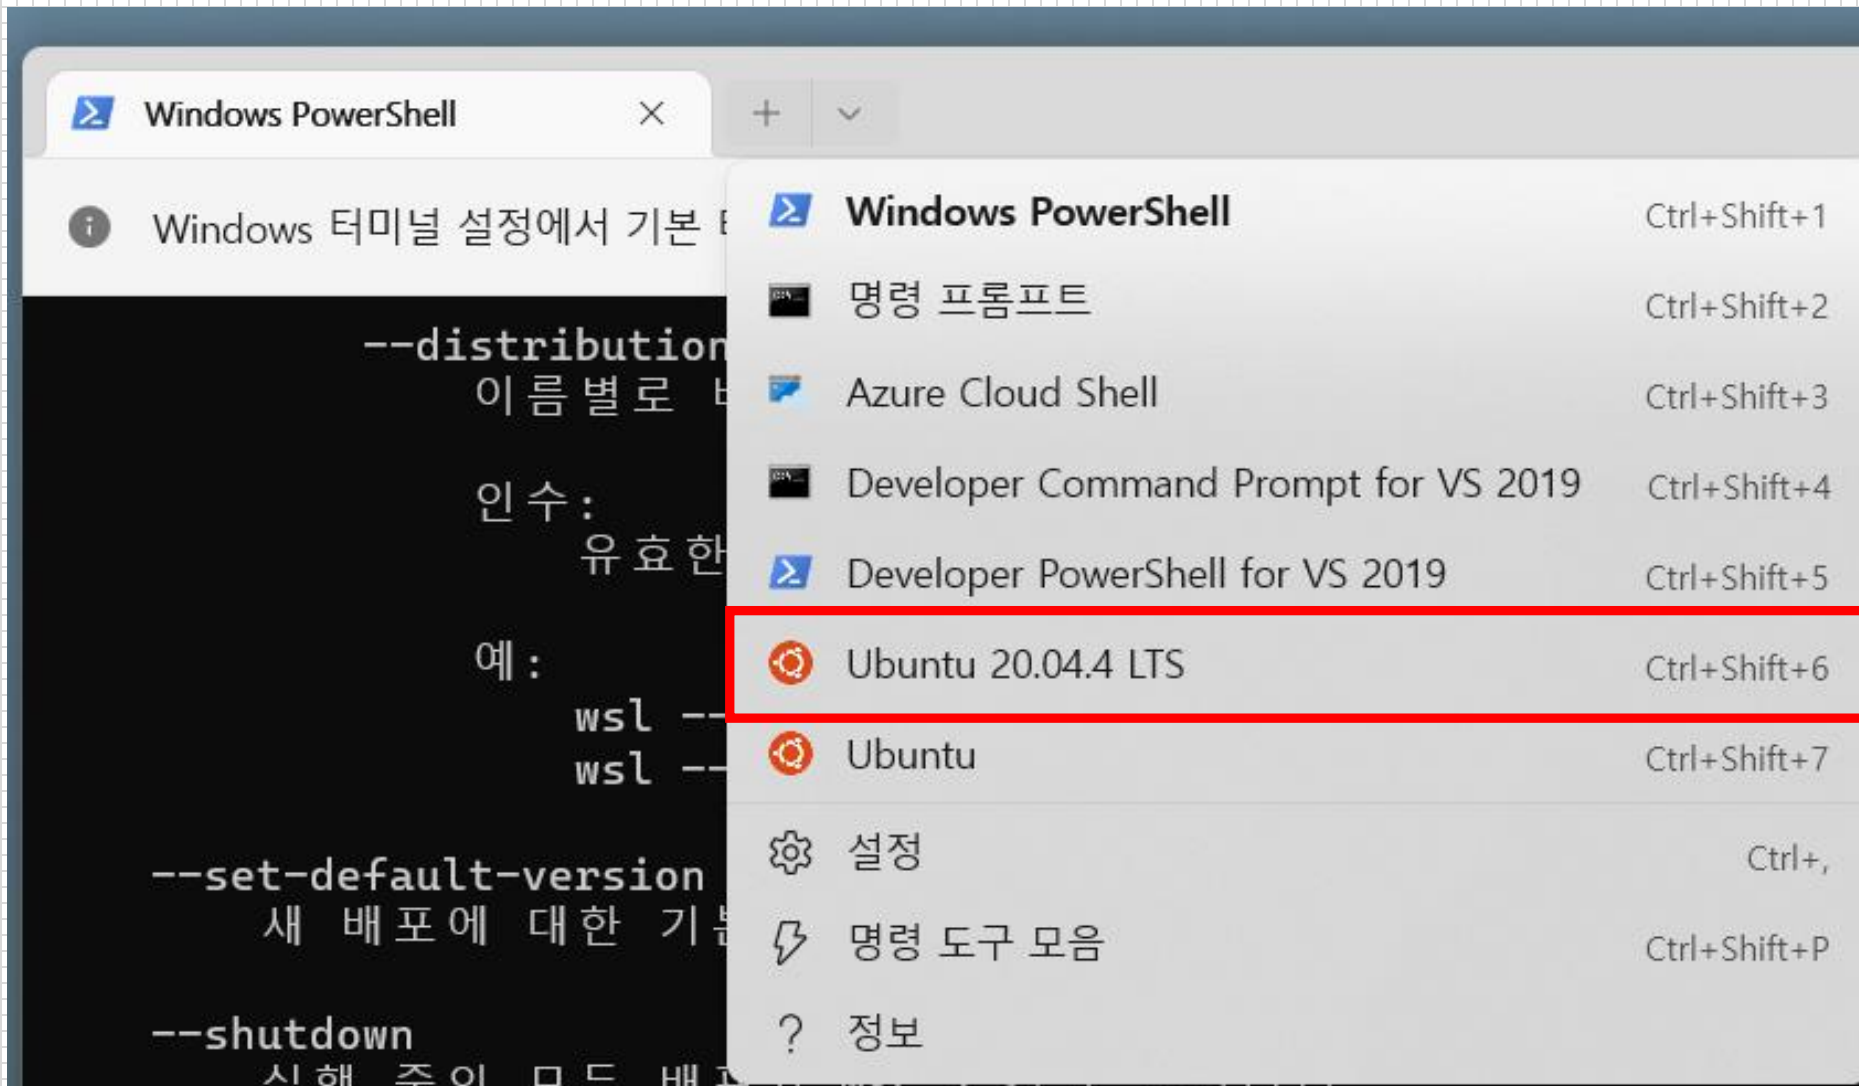 Windows PowerShell
Windows 터미널 설정에서 기본
--distribution
이름별로
인수:
유효한
예:
wsl --
wsl --
--set-default-version
새 배포에 대한
--shutdown
Windows PowerShell Ctrl+Shift+1
명령 프롬프트 Ctrl+Shift+2
Azure Cloud Shell Ctrl+Shift+3
Developer Command Prompt for VS 2019 Ctrl+Shift+4
Developer PowerShell for VS 2019 Ctrl+Shift+5
Ubuntu 20.04.4 LTS Ctrl+Shift+6
Ubuntu Ctrl+Shift+7
설정 Ctrl+,
명령 도구 모음 Ctrl+Shift+P
정보